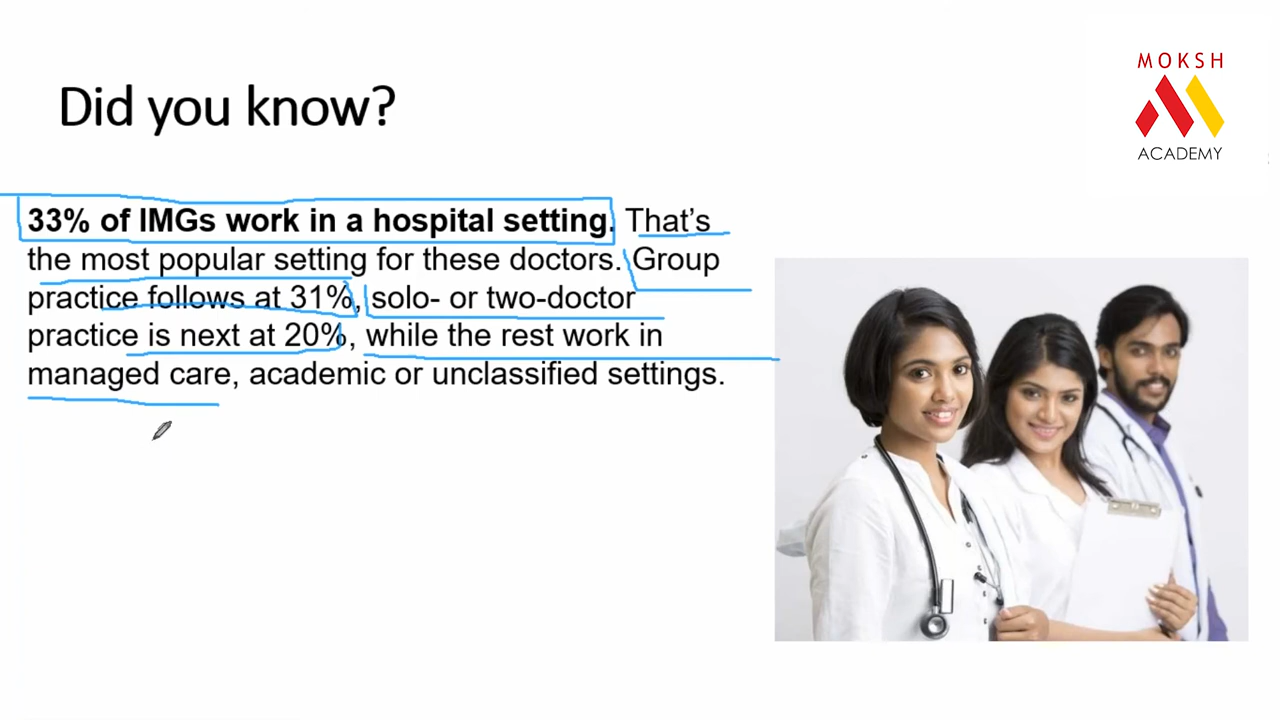 Did you know?
MOKSH
ACADEMY
33% of IMGs work in a hospital setting. That’s
the most popular setting for these doctors. Group
practice follows at 31%, solo- or two-doctor
practice is next at 20%, while the rest work in
managed care, academic or unclassified settings.